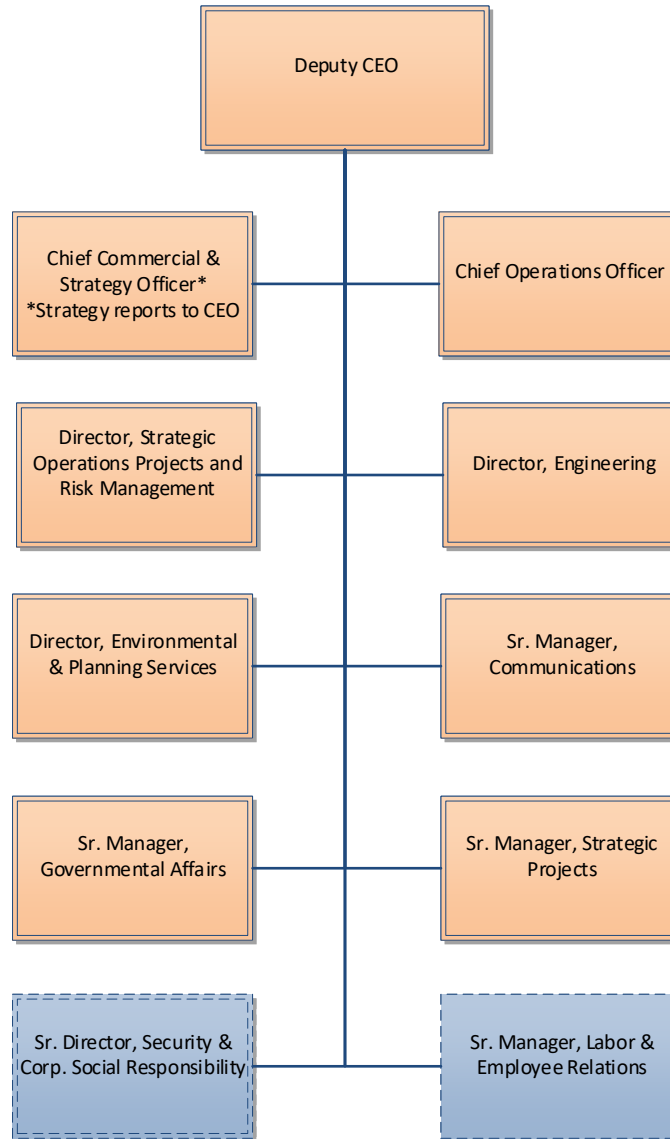 Deputy CEO
Chief Commercial &
Strategy Officer*
*Strategy reports to CEO
Chief Operations Officer
Director, Strategic
Operations Projects and
Risk Management
Director, Engineering
Director, Environmental
& Planning Services
Sr. Manager,
Communications
Sr. Manager,
Governmental Affairs
Sr. Manager, Strategic
Projects
Sr. Director, Security &
Corp. Social Responsibility
Sr. Manager, Labor &
Employee Relations